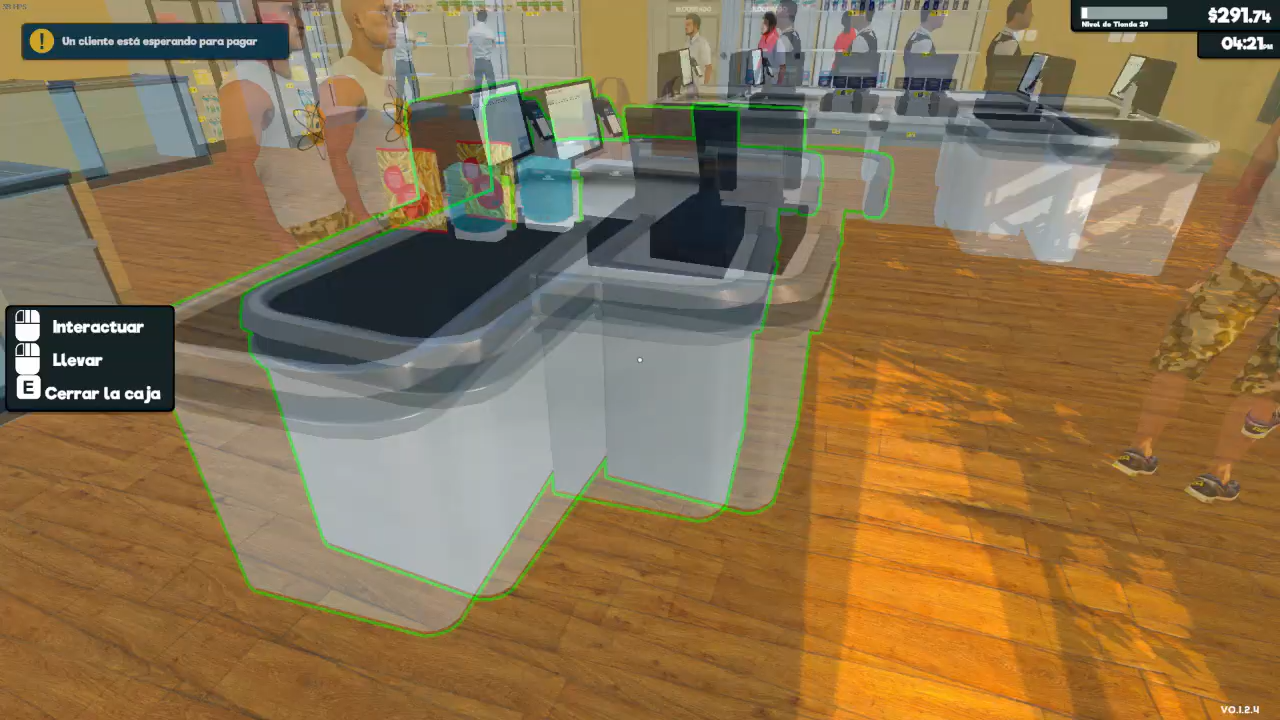 Un cliente está esperando para pagar
Nivel de Tienda 29
$291.74
04:21PM
Interactuar
Llevar
E Cerrar la caja
V0.1.2.4